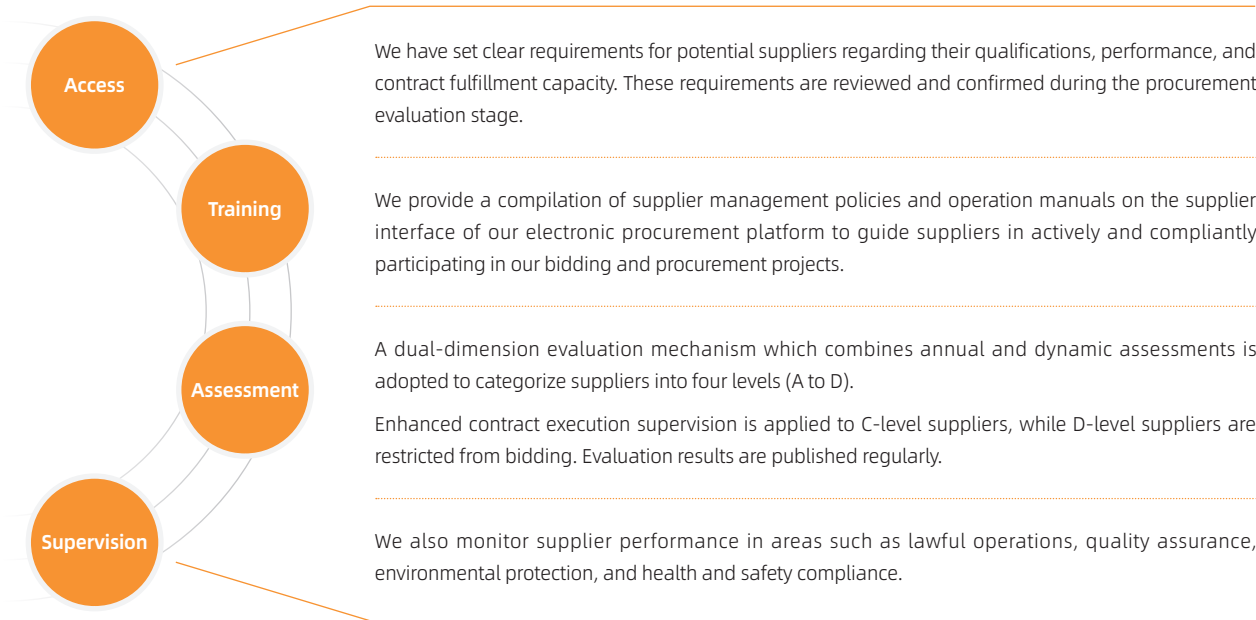 Access
We have set clear requirements for potential suppliers regarding their qualifications, performance, and
contract fulfillment capacity. These requirements are reviewed and confirmed during the procurement
evaluation stage.
Training
We provide a compilation of supplier management policies and operation manuals on the supplier
interface of our electronic procurement platform to guide suppliers in actively and compliantly
participating in our bidding and procurement projects.
Assessment
A dual-dimension evaluation mechanism which combines annual and dynamic assessments is
adopted to categorize suppliers into four levels (A to D).
Enhanced contract execution supervision is applied to C-level suppliers, while D-level suppliers are
restricted from bidding. Evaluation results are published regularly.
Supervision
We also monitor supplier performance in areas such as lawful operations, quality assurance,
environmental protection, and health and safety compliance.